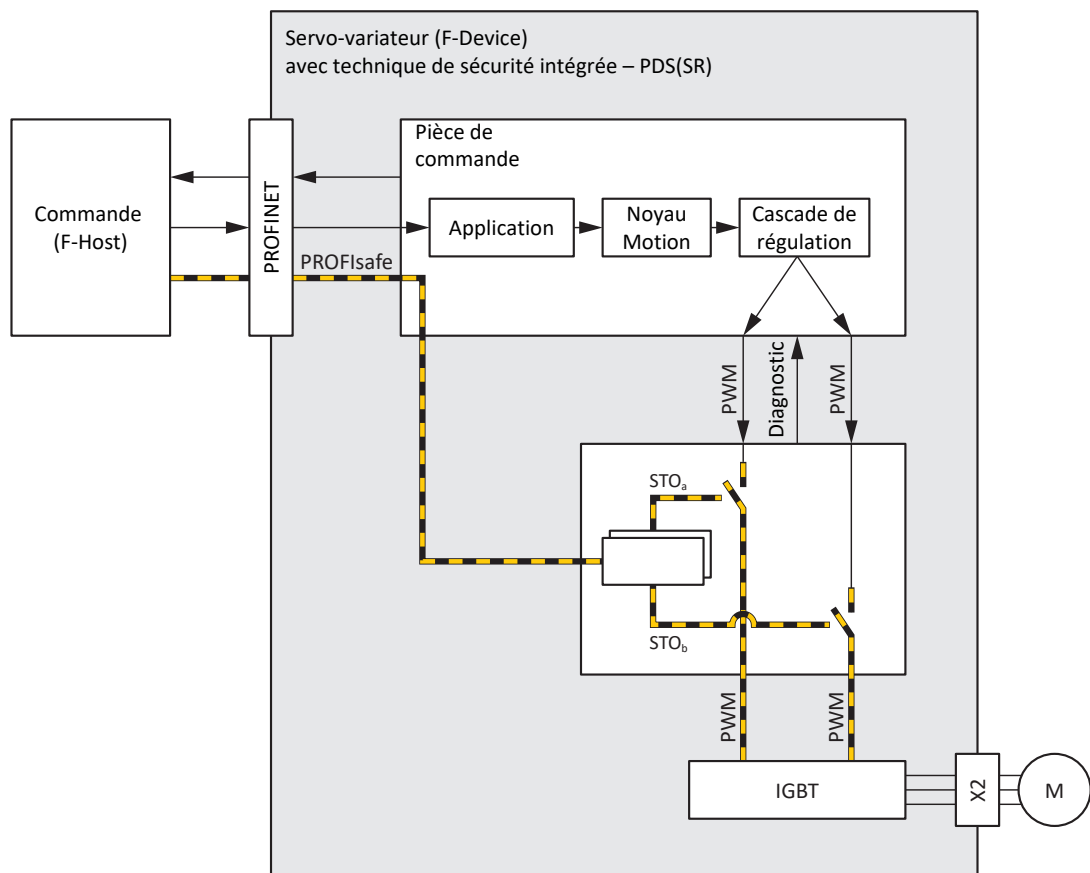 Servo-variateur (F-Device)
avec technique de sécurité intégrée – PDS(SR)
Commande
(F-Host)
PROFINET
Pièce de
commande
Application
Noyau
Motion
Cascade de
régulation
PROFIsafe
PWM
Diagnostic
PWM
STOa
STOb
PWM
PWM
IGBT
X2
M